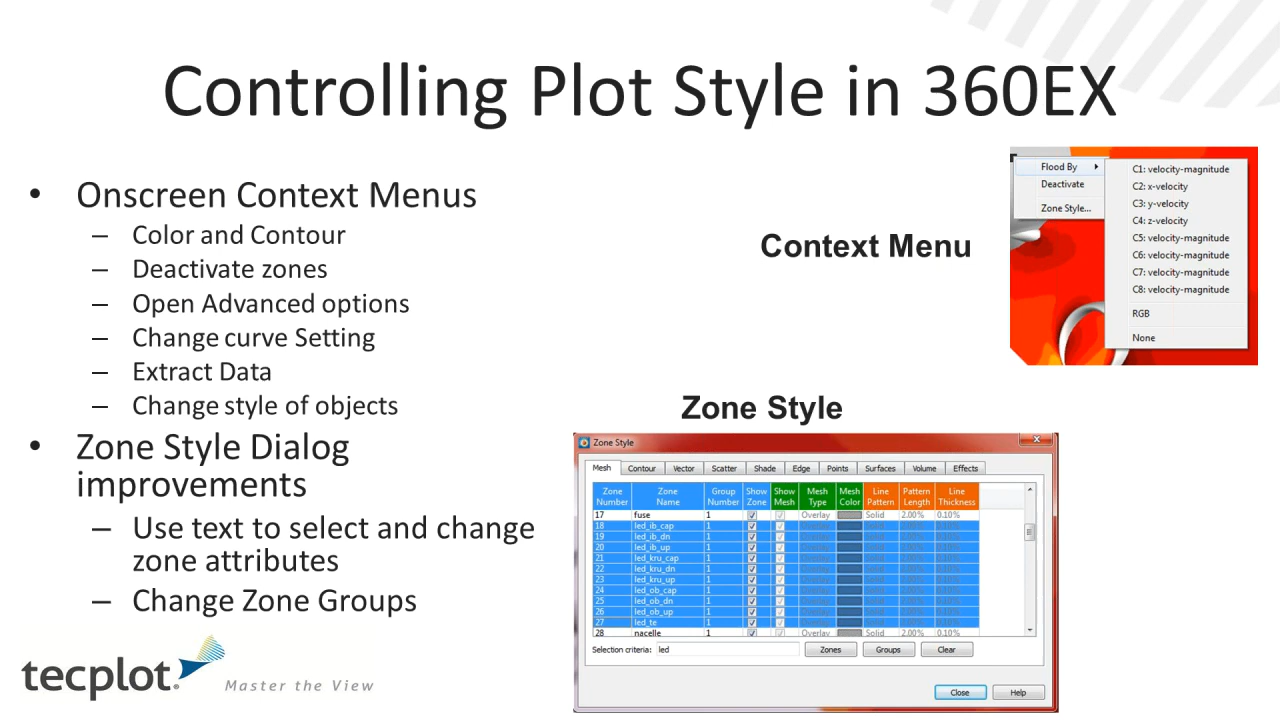 Controlling Plot Style in 360EX
• Onscreen Context Menus
– Color and Contour
– Deactivate zones
– Open Advanced options
– Change curve Setting
– Extract Data
– Change style of objects
• Zone Style Dialog
improvements
– Use text to select and change
zone attributes
– Change Zone Groups
Context Menu
Flood By
Deactivate
Zone Style...
C1: velocity-magnitude
C2: x-velocity
C3: y-velocity
C4: z-velocity
C5: velocity-magnitude
C6: velocity-magnitude
C7: velocity-magnitude
C8: velocity-magnitude
RGB
None
Zone Style
Zone Style
Mesh Contour Vector Scatter Shade Edge Points Surfaces Volume Effects
Zone Number Zone Name Group Number Show Zone Show Mesh Mesh Type Mesh Color Line Pattern Pattern Length Line Thickness
17 fuse 1 Overlay Solid 2.00% 0.10%
18 led_ib_cap 1
19 led_ib_dn 1
20 led_ib_up 1
21 led_kru_cap 1
22 led_kru_dn 1
23 led_kru_up 1
24 led_ob_cap 1
25 led_ob_dn 1
26 led_ob_up 1
27 led_te 1
28 nacelle 1 Overlay Solid 2.00% 0.10%
Selection criteria: led Zones Groups Clear
Close Help
tecplot. Master the View